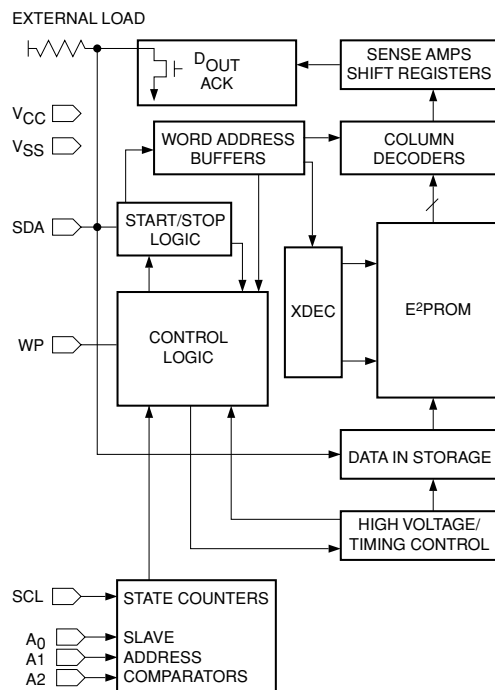 EXTERNAL LOAD
DOUT
ACK
SENSE AMPS
SHIFT REGISTERS
VCC
VSS
WORD ADDRESS
BUFFERS
COLUMN
DECODERS
SDA
START/STOP
LOGIC
XDEC
E²PROM
WP
CONTROL
LOGIC
DATA IN STORAGE
HIGH VOLTAGE/
TIMING CONTROL
SCL
STATE COUNTERS
A0
SLAVE
A1
ADDRESS
A2
COMPARATORS